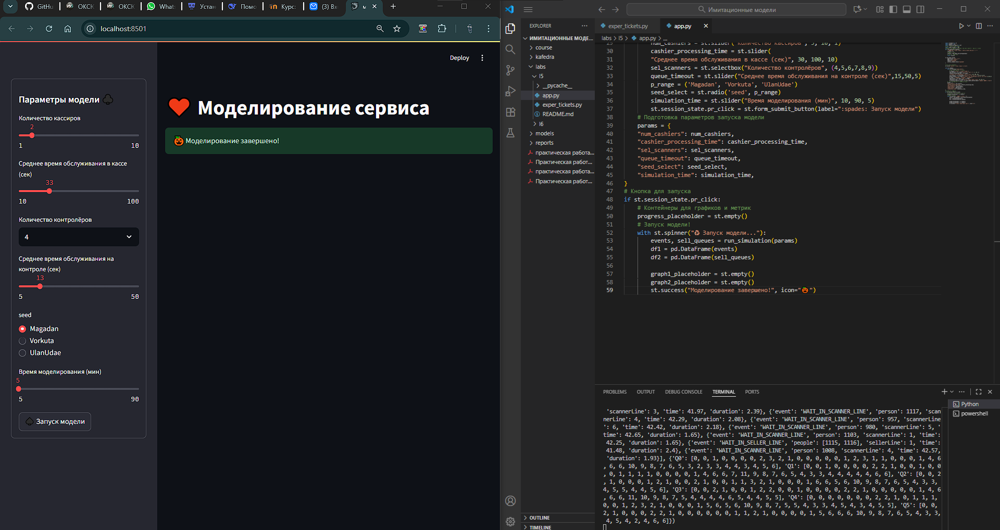 GitHu
ОКСК
ОКСК
Whats
Устан
Помо
Курс:
(3) Вх
localhost:8501
Deploy
Параметры модели
Количество кассиров
2
1 10
Среднее время обслуживания в кассе
(сек)
33
10 100
Количество контролёров
4
Среднее время обслуживания на
контроле (сек)
13
5 50
seed
Magadan
Vorkuta
UlanUdae
Время моделирования (мин)
5
5 90
Запуск модели
Моделирование сервиса
Моделирование завершено!
Имитационные модели
EXPLORER
ИМИТАЦИОННЫЕ МОДЕ...
course
kafedra
labs
l5
__pycache__
app.py
exper_tickets.py
README.md
l6
models
reports
практическая работа...
Практическая работ...
практическая работа...
Практическая работ...
OUTLINE
TIMELINE
exper_tickets.py
app.py
labs > l5 > app.py > ...
29 num_cashiers = st.slider("Количество кассиров", 5, 10, 1)
30 cashier_processing_time = st.slider(
31 "Среднее время обслуживания в кассе (сек)", 30, 100, 10)
32 sel_scanners = st.selectbox("Количество контролёров", (4,5,6,7,8,9))
33 queue_timeout = st.slider("Среднее время обслуживания на контроле (сек)",15,50,5)
34 p_range = ('Magadan', 'Vorkuta', 'UlanUdae')
35 seed_select = st.radio('seed', p_range)
36 simulation_time = st.slider("Время моделирования (мин)", 10, 90, 5)
37 st.session_state.pr_click = st.form_submit_button(label=":spades: Запуск модели")
38 # Подготовка параметров запуска модели
39 params = {
40 "num_cashiers": num_cashiers,
41 "cashier_processing_time": cashier_processing_time,
42 "sel_scanners": sel_scanners,
43 "queue_timeout": queue_timeout,
44 "seed_select": seed_select,
45 "simulation_time": simulation_time,
46 }
47 # Кнопка для запуска
48 if st.session_state.pr_click:
49 # Контейнеры для графиков и метрик
50 progress_placeholder = st.empty()
51 # Запуск модели!
52 with st.spinner("♻ Запуск модели..."):
53 events, sell_queues = run_simulation(params)
54 df1 = pd.DataFrame(events)
55 df2 = pd.DataFrame(sell_queues)
56
57 graph1_placeholder = st.empty()
58 graph2_placeholder = st.empty()
59 st.success("Моделирование завершено!", icon="🎃")
PROBLEMS OUTPUT DEBUG CONSOLE TERMINAL PORTS
Python
powershell
'scannerLine': 3, 'time': 41.97, 'duration': 2.39}, {'event': 'WAIT_IN_SCANNER_LINE', 'person': 1117, 'scan
nerLine': 4, 'time': 42.29, 'duration': 2.08}, {'event': 'WAIT_IN_SCANNER_LINE', 'person': 957, 'scannerLine
': 6, 'time': 42.42, 'duration': 2.18}, {'event': 'WAIT_IN_SCANNER_LINE', 'person': 980, 'scannerLine': 5, '
time': 42.65, 'duration': 1.65}, {'event': 'WAIT_IN_SCANNER_LINE', 'person': 1103, 'scannerLine': 1, 'time':
42.25, 'duration': 1.65}, {'event': 'WAIT_IN_SELLER_LINE', 'people': [1115, 1116], 'sellerLine': 1, 'time':
41.48, 'duration': 2.4}, {'event': 'WAIT_IN_SCANNER_LINE', 'person': 1008, 'scannerLine': 4, 'time': 42.57,
'duration': 1.93}], {'Q0': [0, 0, 1, 0, 0, 0, 0, 2, 3, 2, 1, 0, 0, 0, 0, 0, 1, 2, 3, 1, 1, 0, 0, 0, 1, 4, 6
, 6, 6, 10, 9, 8, 7, 6, 5, 3, 2, 3, 3, 4, 4, 3, 4, 5, 6], 'Q1': [0, 0, 1, 0, 0, 0, 0, 2, 2, 1, 0, 0, 1, 0, 0
, 0, 1, 1, 1, 1, 0, 0, 0, 0, 1, 4, 6, 6, 7, 11, 9, 8, 7, 6, 5, 4, 3, 3, 4, 4, 4, 4, 4, 6, 6], 'Q2': [0, 0, 2
, 1, 0, 0, 0, 1, 2, 1, 0, 0, 2, 1, 0, 0, 1, 1, 3, 2, 1, 0, 0, 0, 1, 6, 6, 5, 6, 10, 9, 8, 7, 6, 5, 4, 3, 3,
4, 5, 5, 4, 4, 5, 6], 'Q3': [0, 0, 2, 1, 0, 0, 1, 2, 2, 0, 0, 1, 0, 0, 0, 0, 2, 2, 1, 0, 0, 0, 0, 0, 1, 4, 6
, 6, 6, 11, 10, 9, 8, 7, 5, 4, 4, 4, 4, 6, 5, 4, 4, 5, 5], 'Q4': [0, 0, 0, 0, 0, 0, 0, 2, 2, 1, 0, 1, 1, 1,
0, 0, 1, 2, 3, 2, 1, 0, 0, 0, 1, 5, 6, 5, 6, 10, 9, 8, 7, 5, 5, 4, 3, 3, 4, 5, 4, 3, 4, 5, 5], 'Q5': [0, 0,
2, 1, 0, 0, 0, 2, 2, 1, 0, 0, 0, 0, 0, 0, 1, 1, 2, 1, 0, 0, 0, 0, 1, 5, 6, 6, 6, 10, 9, 8, 7, 6, 5, 4, 3, 3,
4, 5, 4, 2, 4, 6, 6]})